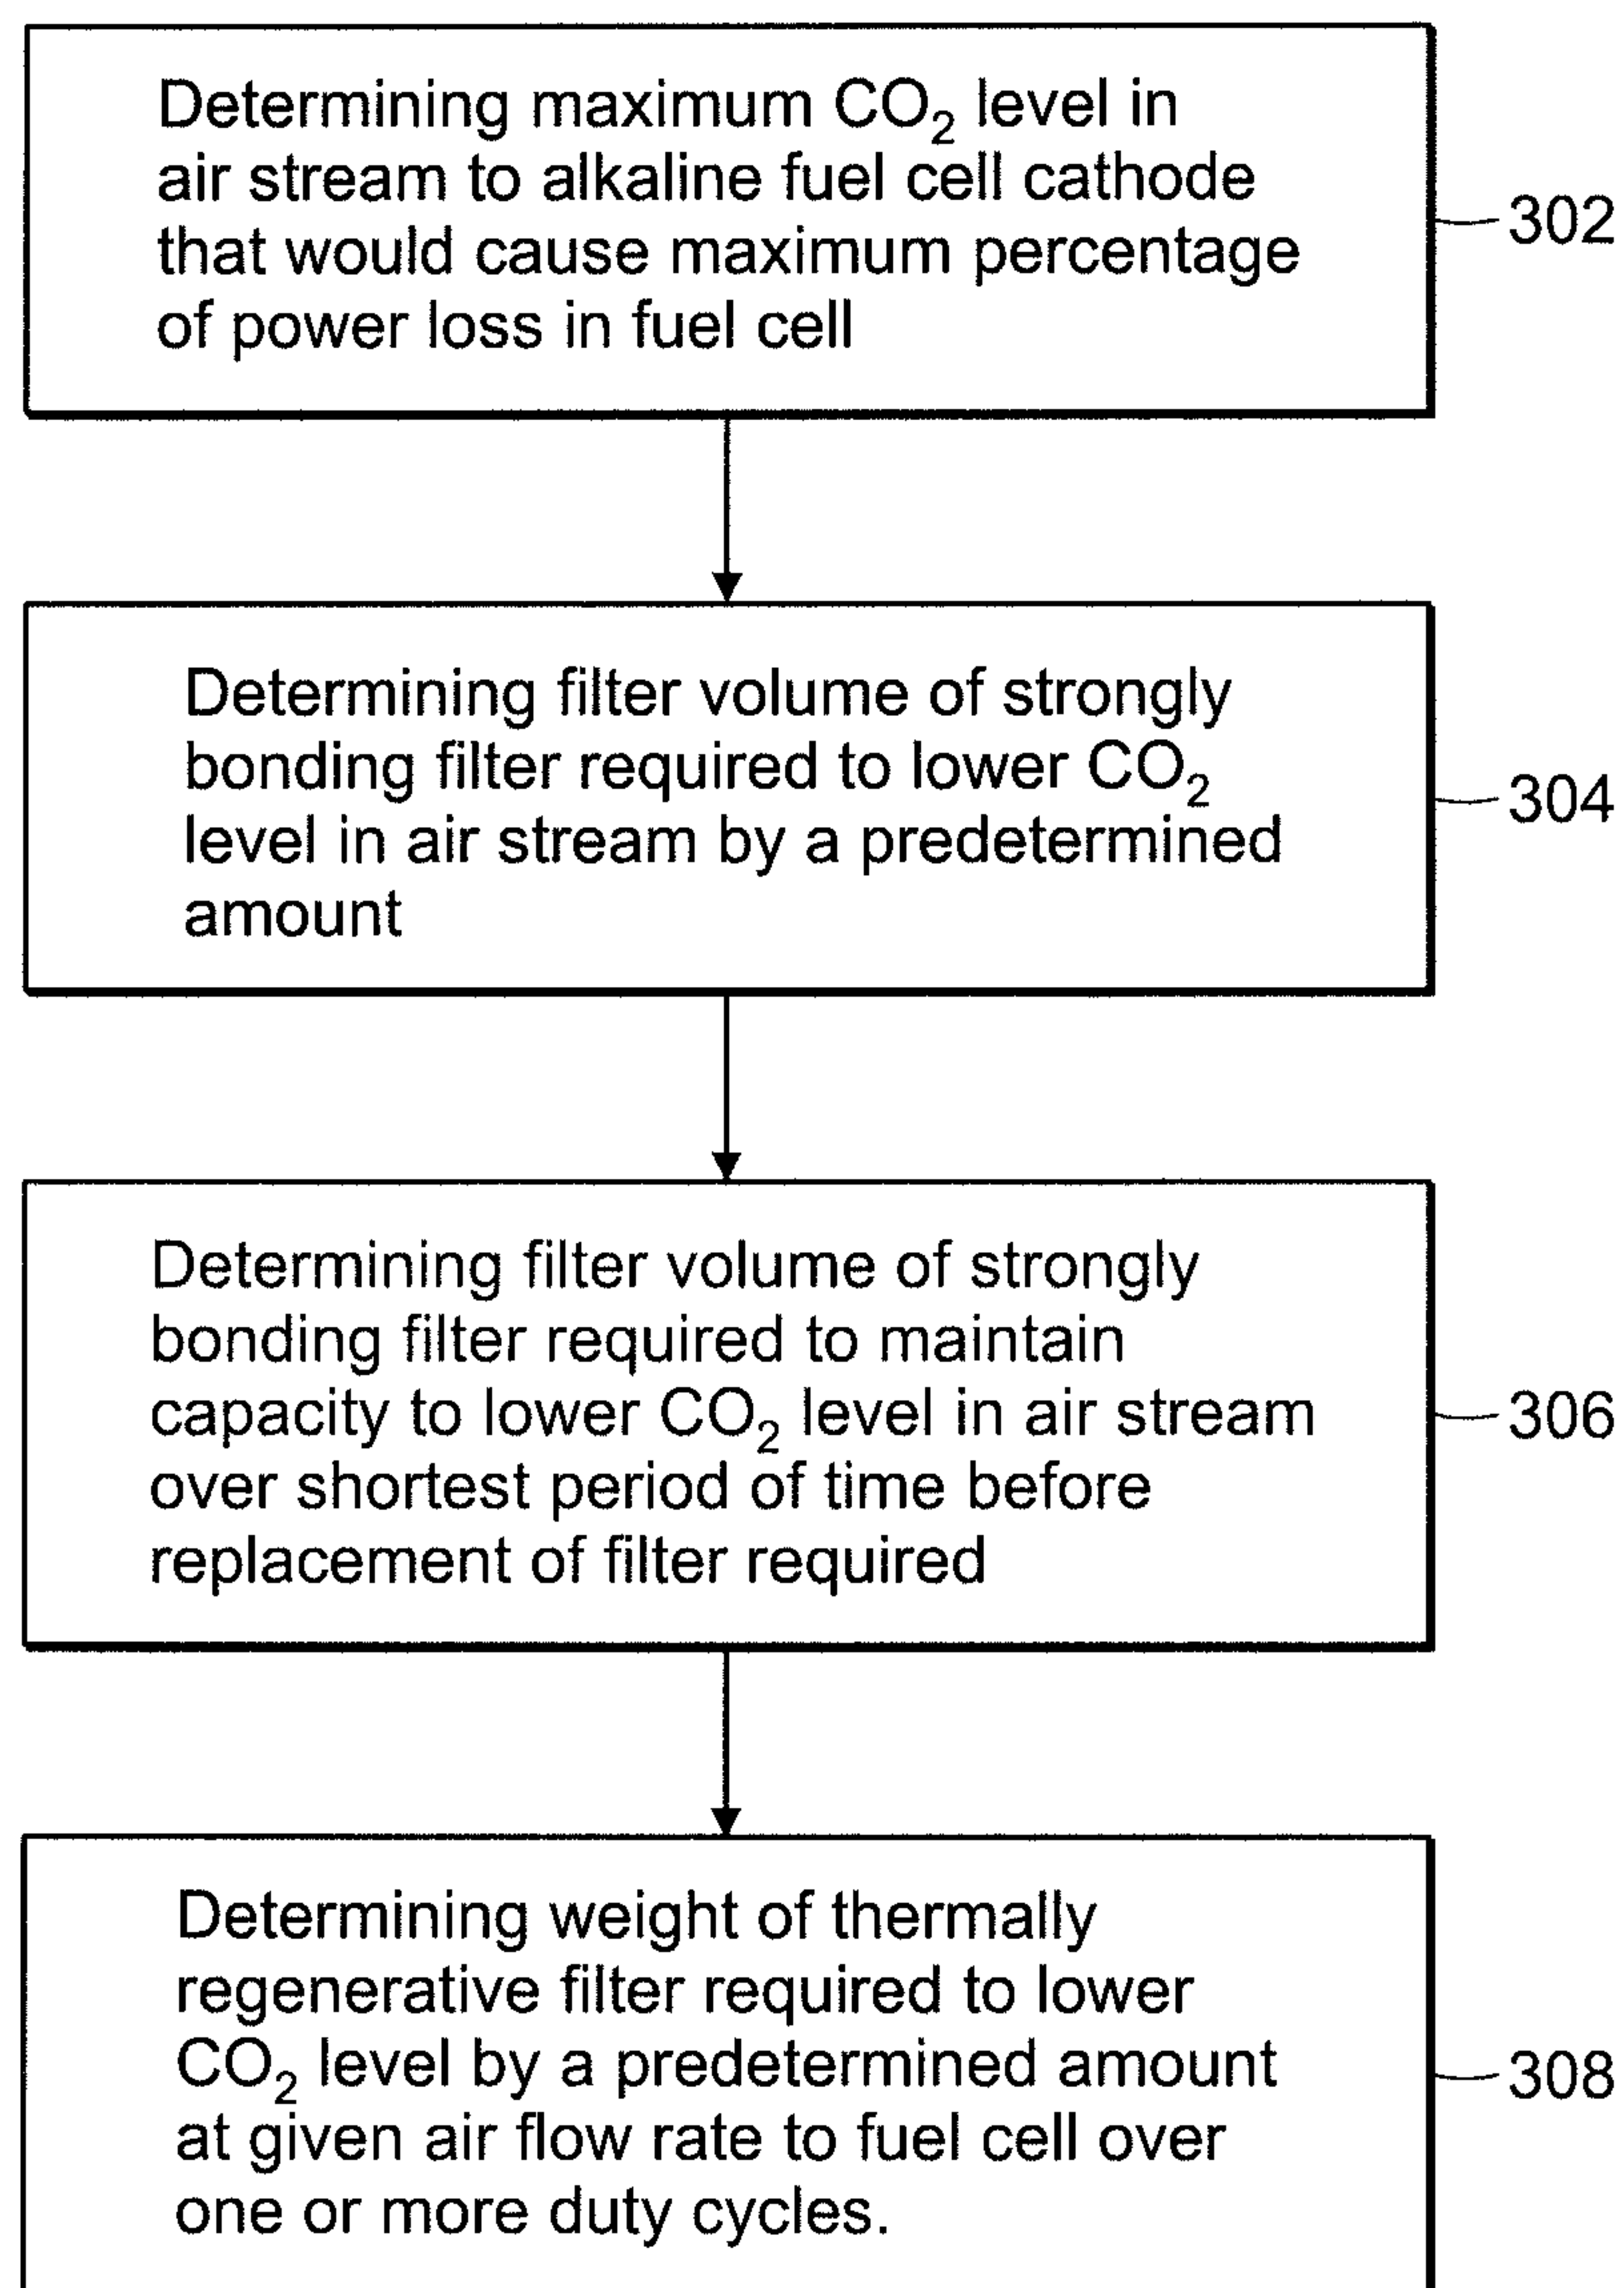 Determining maximum CO₂ level in
air stream to alkaline fuel cell cathode
that would cause maximum percentage
of power loss in fuel cell
302
Determining filter volume of strongly
bonding filter required to lower CO₂
level in air stream by a predetermined
amount
304
Determining filter volume of strongly
bonding filter required to maintain
capacity to lower CO₂ level in air stream
over shortest period of time before
replacement of filter required
306
Determining weight of thermally
regenerative filter required to lower
CO₂ level by a predetermined amount
at given air flow rate to fuel cell over
one or more duty cycles.
308